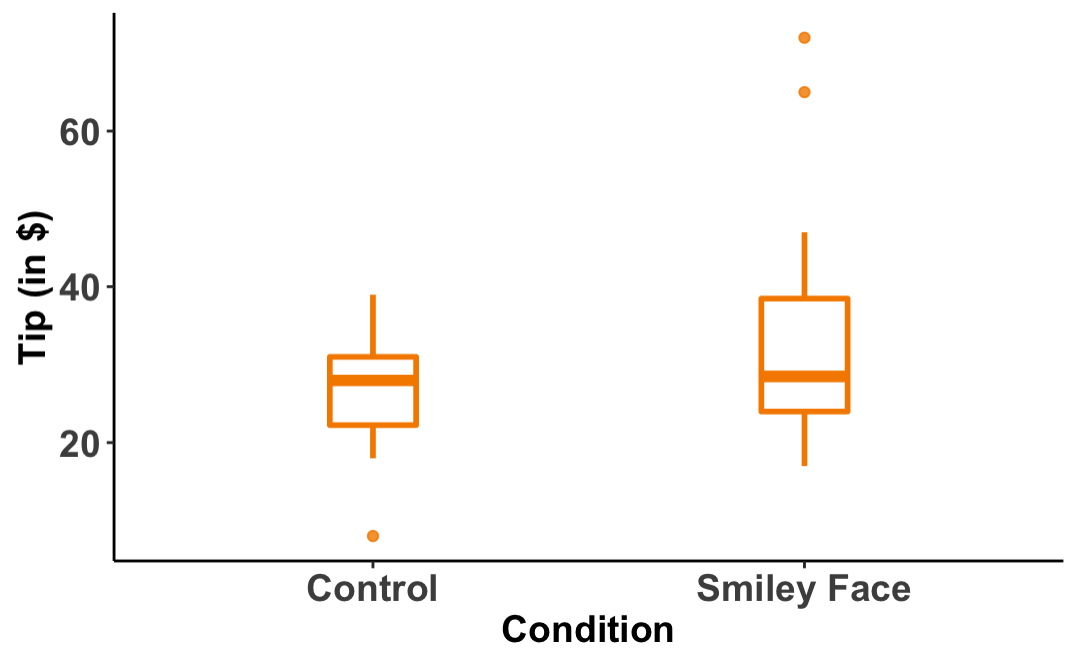 Tip (in $)
60
40
20
Control Smiley Face
Condition